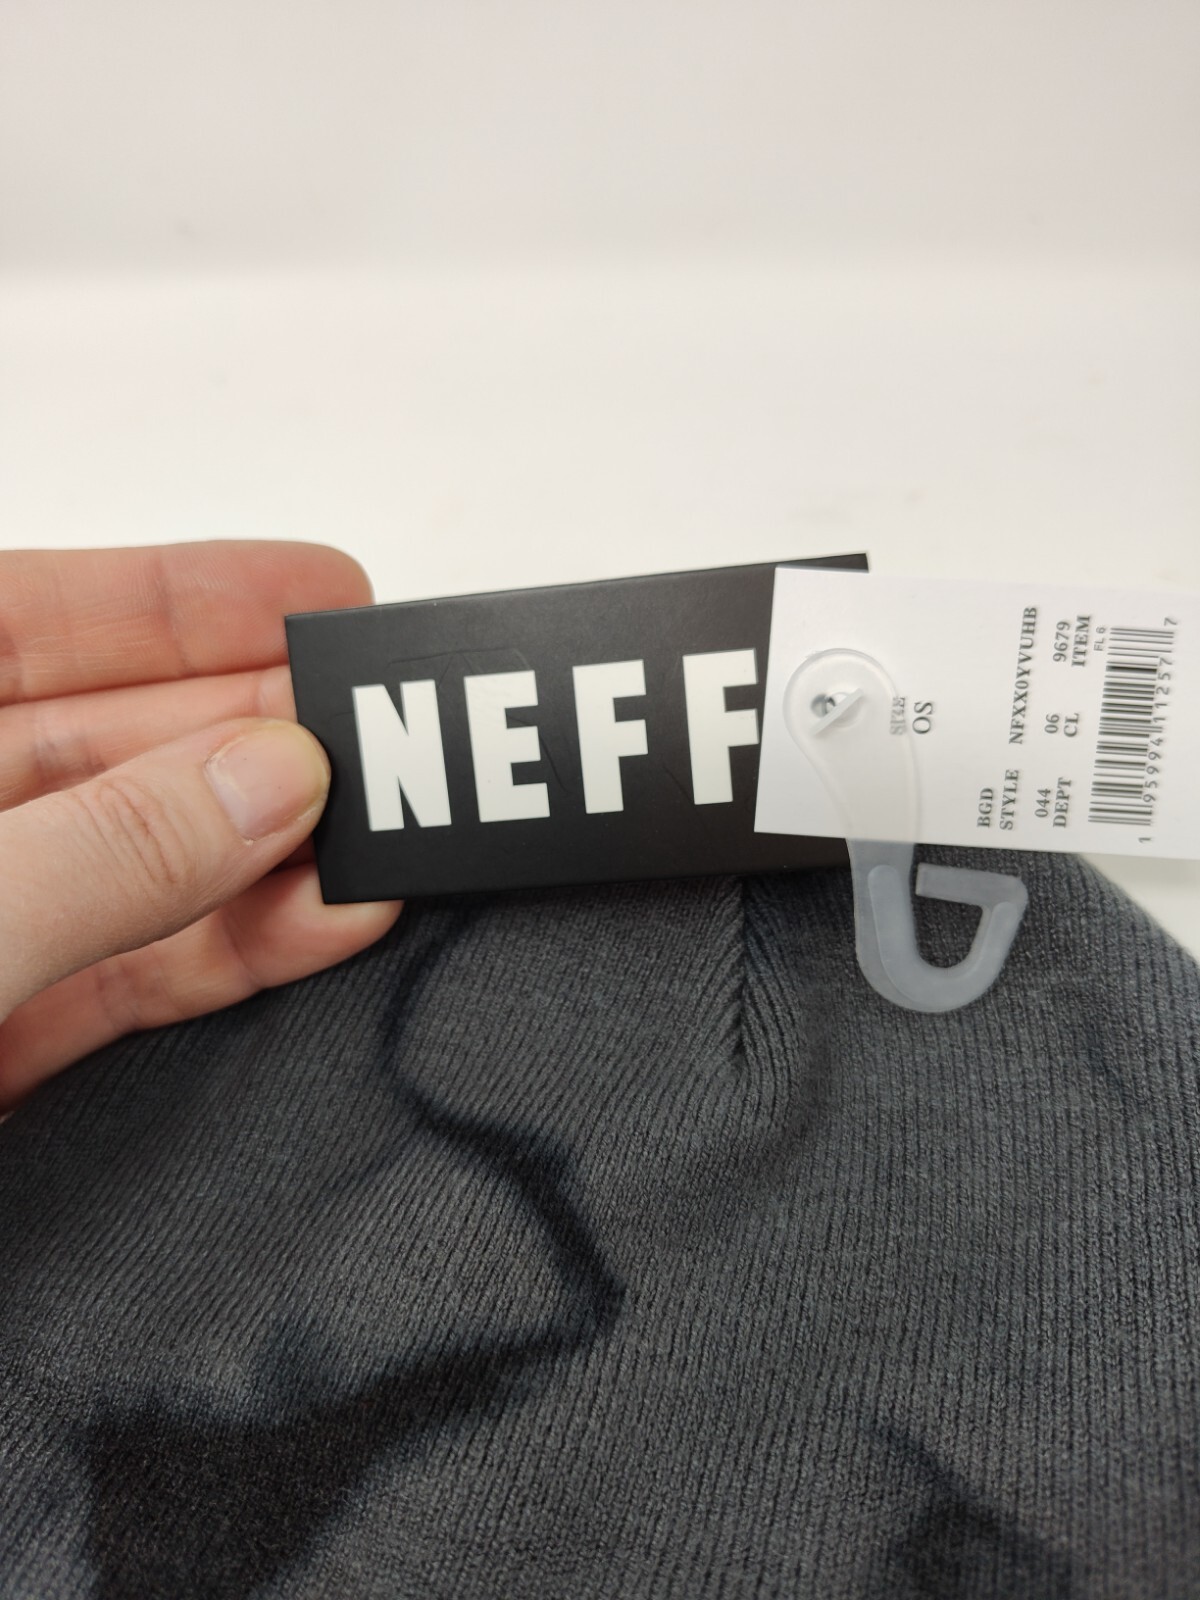 NEFF
SIZE
OS
BGD NFXX0YVUHB
STYLE
044 06 9679
DEPT CL ITEM
FL 6
1 95994 11257 7